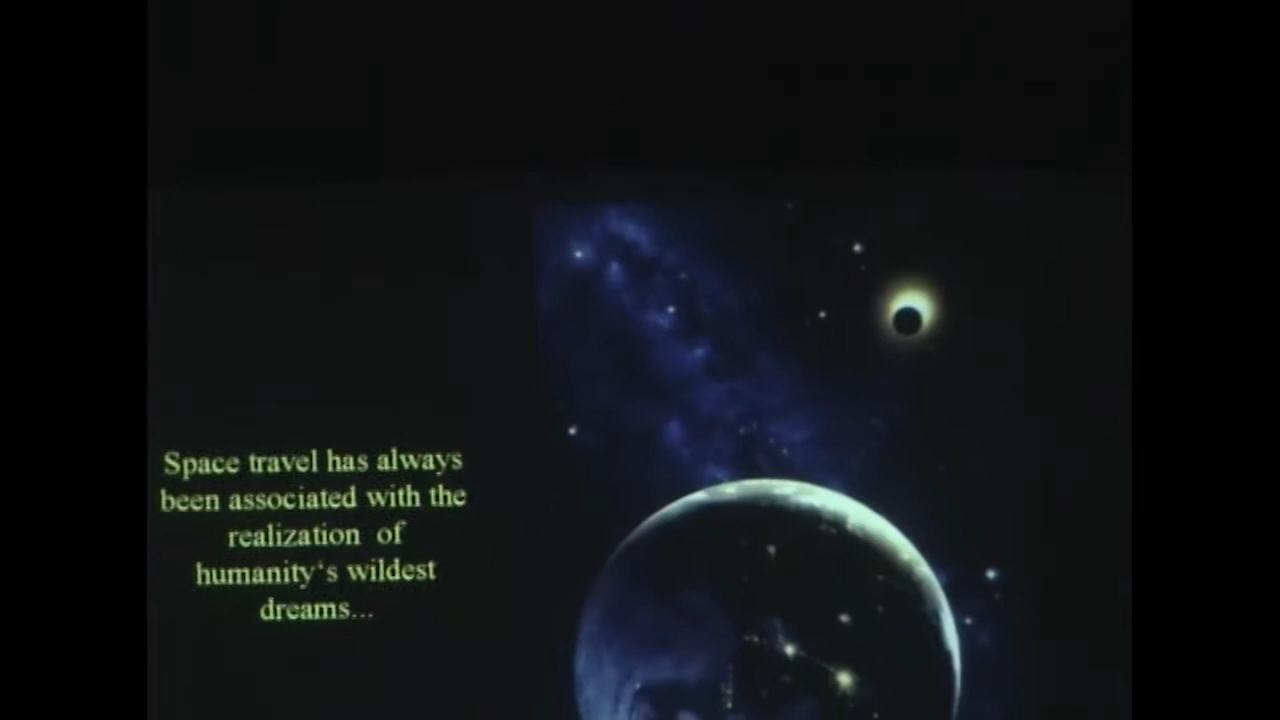 Space travel has always
been associated with the
realization of
humanity‘s wildest
dreams...